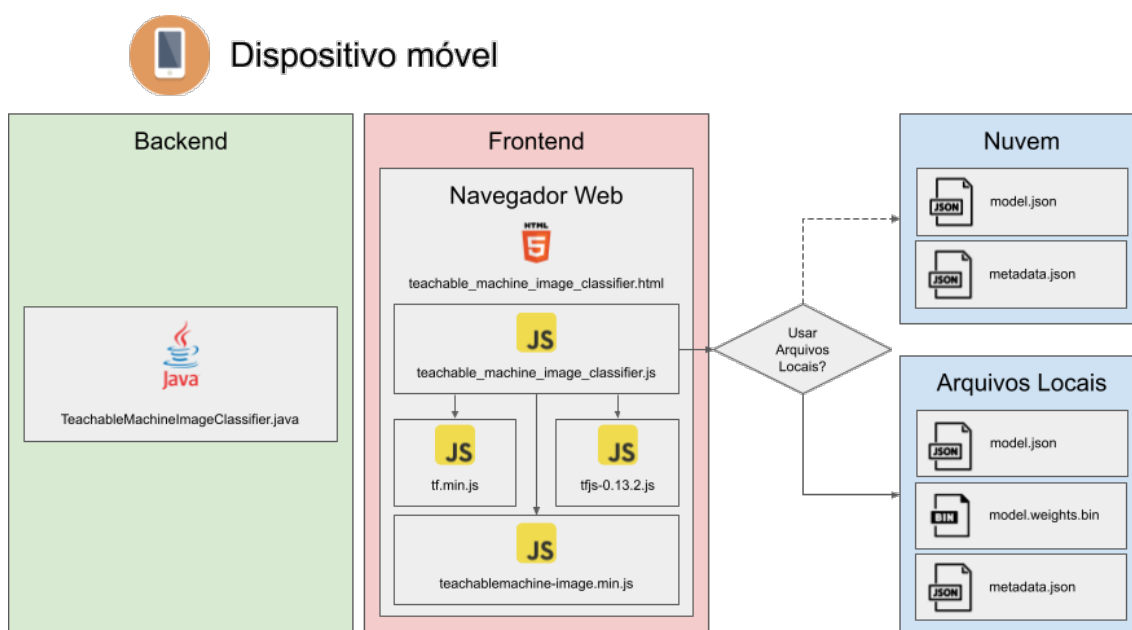 Dispositivo móvel
Backend
Java
TeachableMachineImageClassifier.java
Frontend
Navegador Web
HTML
5
teachable_machine_image_classifier.html
JS
teachable_machine_image_classifier.js
JS
tf.min.js
JS
tfjs-0.13.2.js
JS
teachablemachine-image.min.js
Usar
Arquivos
Locais?
Nuvem
JSON
model.json
JSON
metadata.json
Arquivos Locais
JSON
model.json
BIN
model.weights.bin
JSON
metadata.json